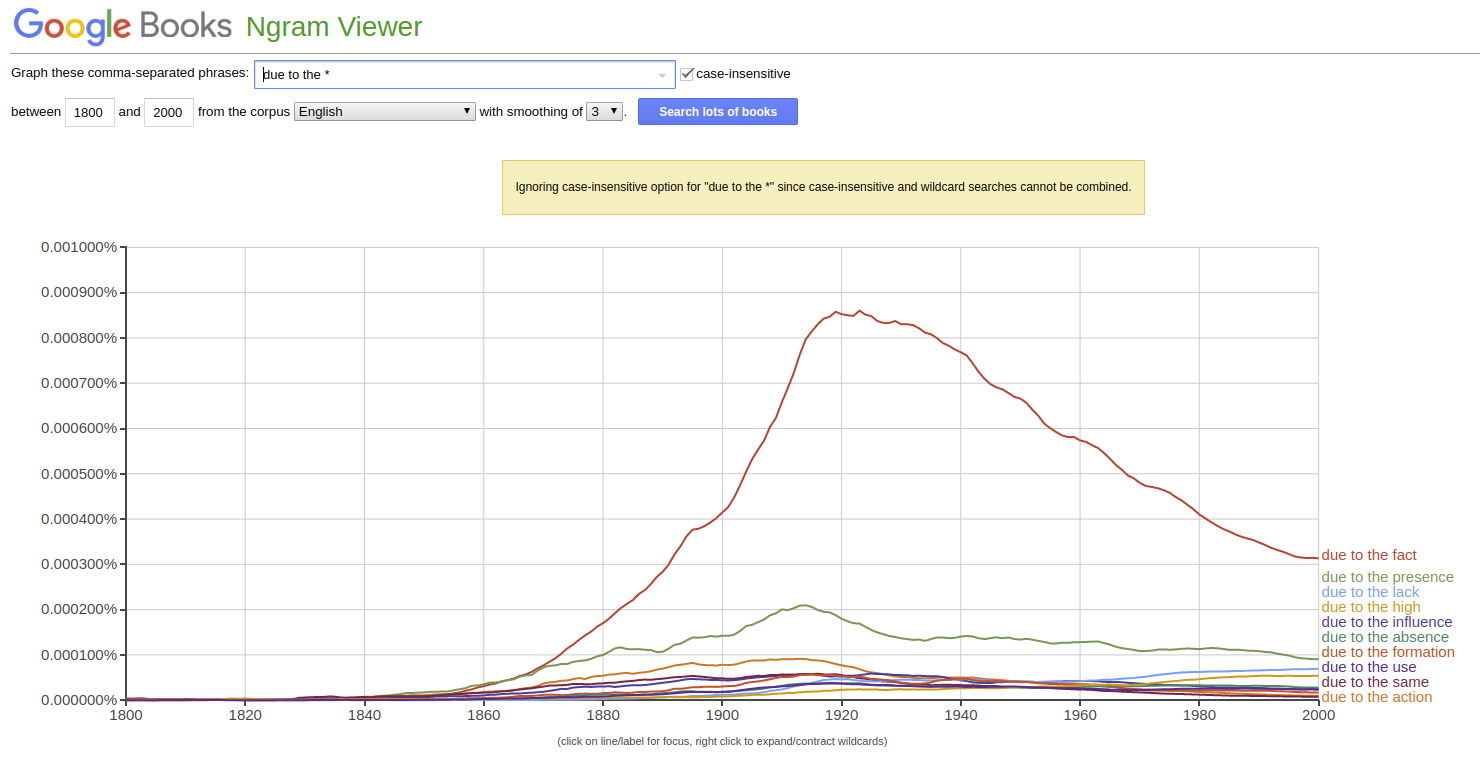 Google Books Ngram Viewer
Graph these comma-separated phrases: due to the * case-insensitive
between 1800 and 2000 from the corpus English with smoothing of 3 . Search lots of books
Ignoring case-insensitive option for "due to the *" since case-insensitive and wildcard searches cannot be combined.
0.001000%
0.000900%
0.000800%
0.000700%
0.000600%
0.000500%
0.000400%
0.000300%
0.000200%
0.000100%
0.000000%
due to the fact
due to the presence
due to the lack
due to the high
due to the influence
due to the absence
due to the formation
due to the use
due to the same
due to the action
1800 1820 1840 1860 1880 1900 1920 1940 1960 1980 2000
(click on line/label for focus, right click to expand/contract wildcards)